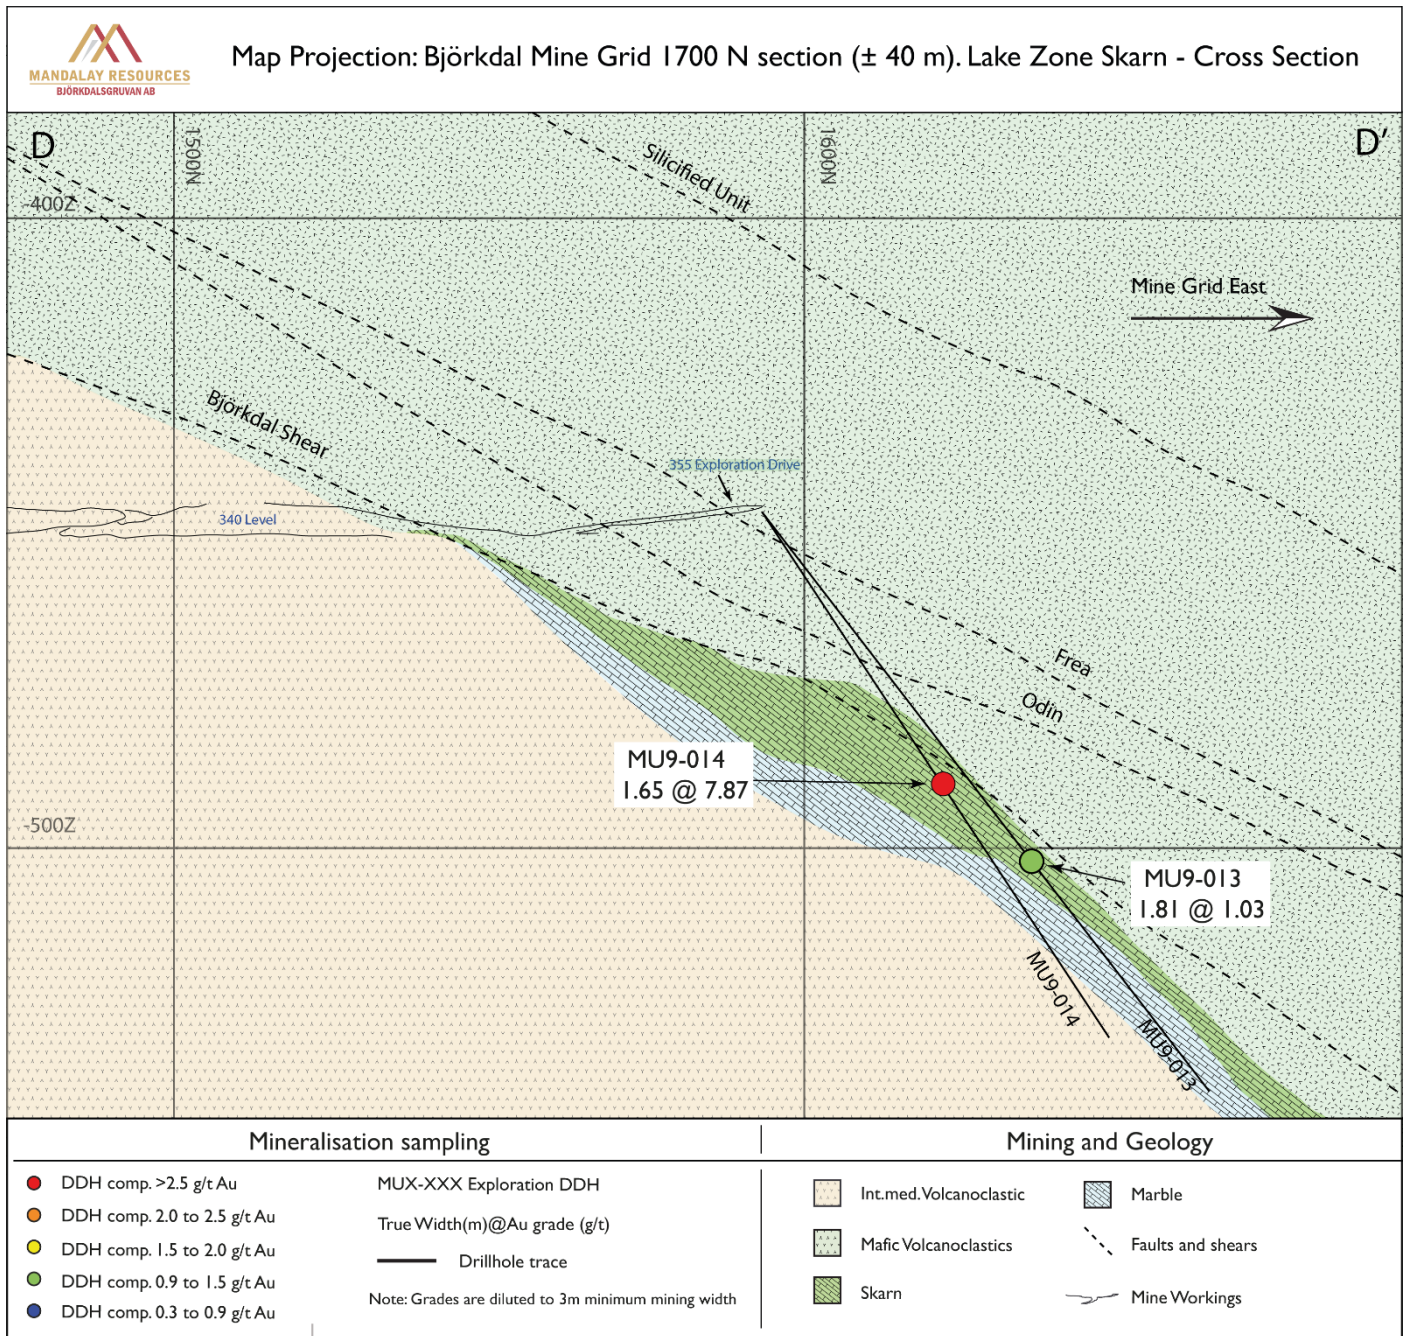 MANDALAY RESOURCES
BJÖRKDALSGRUVAN AB
Map Projection: Björkdal Mine Grid 1700 N section (± 40 m). Lake Zone Skarn - Cross Section
D
D'
1500N
1600N
-400Z
Silicified Unit
Mine Grid East
Björkdal Shear
355 Exploration Drive
340 Level
Frea
Odin
MU9-014
1.65 @ 7.87
-500Z
MU9-013
1.81 @ 1.03
MU9-014
MU9-013
Mineralisation sampling
DDH comp. >2.5 g/t Au
DDH comp. 2.0 to 2.5 g/t Au
DDH comp. 1.5 to 2.0 g/t Au
DDH comp. 0.9 to 1.5 g/t Au
DDH comp. 0.3 to 0.9 g/t Au
MUX-XXX Exploration DDH
True Width(m)@Au grade (g/t)
Drillhole trace
Note: Grades are diluted to 3m minimum mining width
Mining and Geology
Int.med.Volcanoclastic
Mafic Volcanoclastics
Skarn
Marble
Faults and shears
Mine Workings